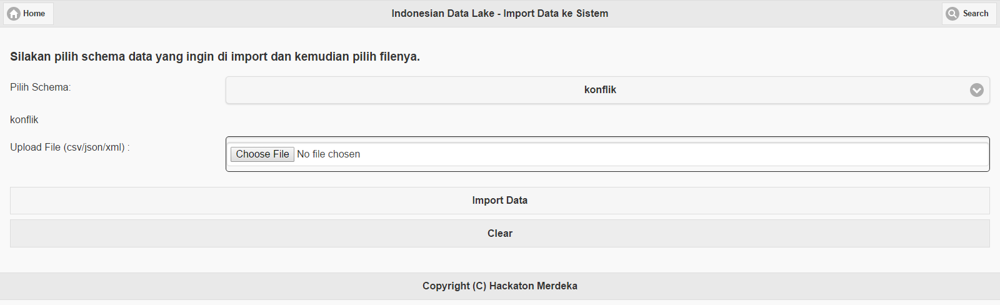 Home
Indonesian Data Lake - Import Data ke Sistem
Search
Silakan pilih schema data yang ingin di import dan kemudian pilih filenya.
Pilih Schema:
konflik
konflik
Upload File (csv/json/xml) :
Choose File No file chosen
Import Data
Clear
Copyright (C) Hackaton Merdeka